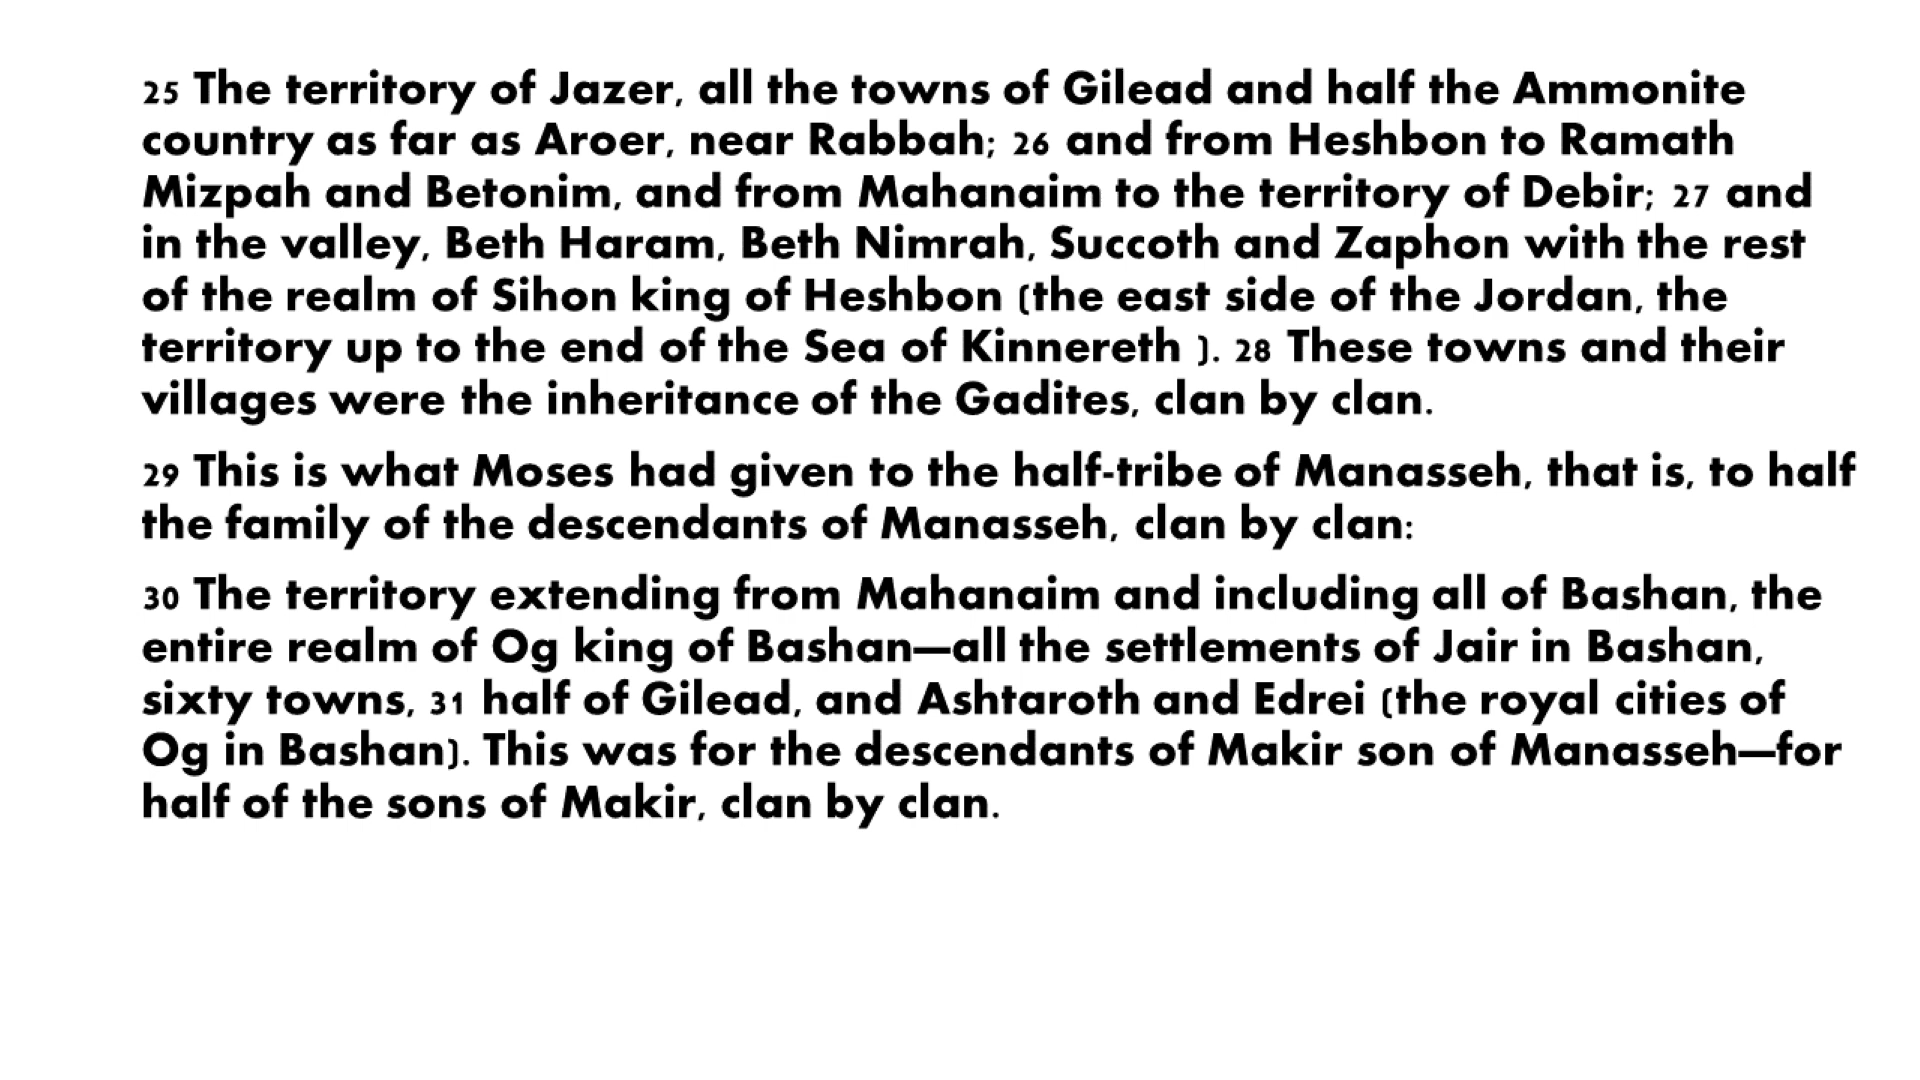 25 The territory of Jazer, all the towns of Gilead and half the Ammonite
country as far as Aroer, near Rabbah; 26 and from Heshbon to Ramath
Mizpah and Betonim, and from Mahanaim to the territory of Debir; 27 and
in the valley, Beth Haram, Beth Nimrah, Succoth and Zaphon with the rest
of the realm of Sihon king of Heshbon (the east side of the Jordan, the
territory up to the end of the Sea of Kinnereth ). 28 These towns and their
villages were the inheritance of the Gadites, clan by clan.
29 This is what Moses had given to the half-tribe of Manasseh, that is, to half
the family of the descendants of Manasseh, clan by clan:
30 The territory extending from Mahanaim and including all of Bashan, the
entire realm of Og king of Bashan—all the settlements of Jair in Bashan,
sixty towns, 31 half of Gilead, and Ashtaroth and Edrei (the royal cities of
Og in Bashan). This was for the descendants of Makir son of Manasseh—for
half of the sons of Makir, clan by clan.